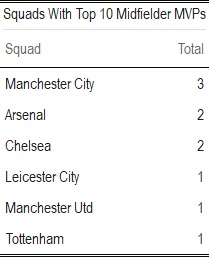 Squads With Top 10 Midfielder MVPs
Squad Total
Manchester City 3
Arsenal 2
Chelsea 2
Leicester City 1
Manchester Utd 1
Tottenham 1